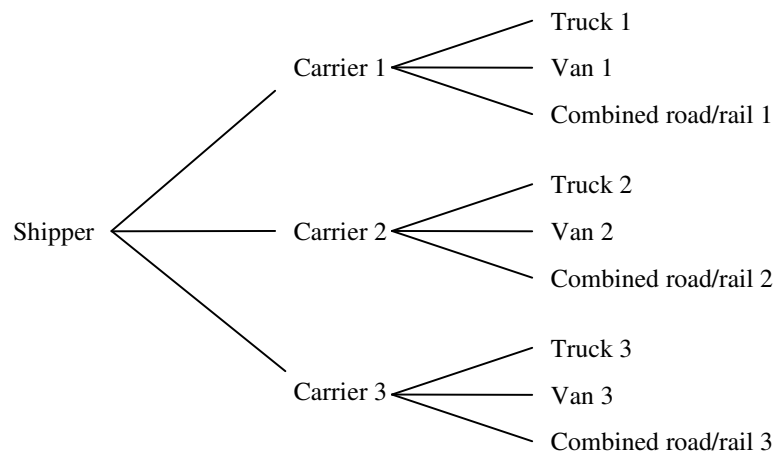 Truck 1
Carrier 1
Van 1
Combined road/rail 1
Truck 2
Shipper
Carrier 2
Van 2
Combined road/rail 2
Truck 3
Carrier 3
Van 3
Combined road/rail 3